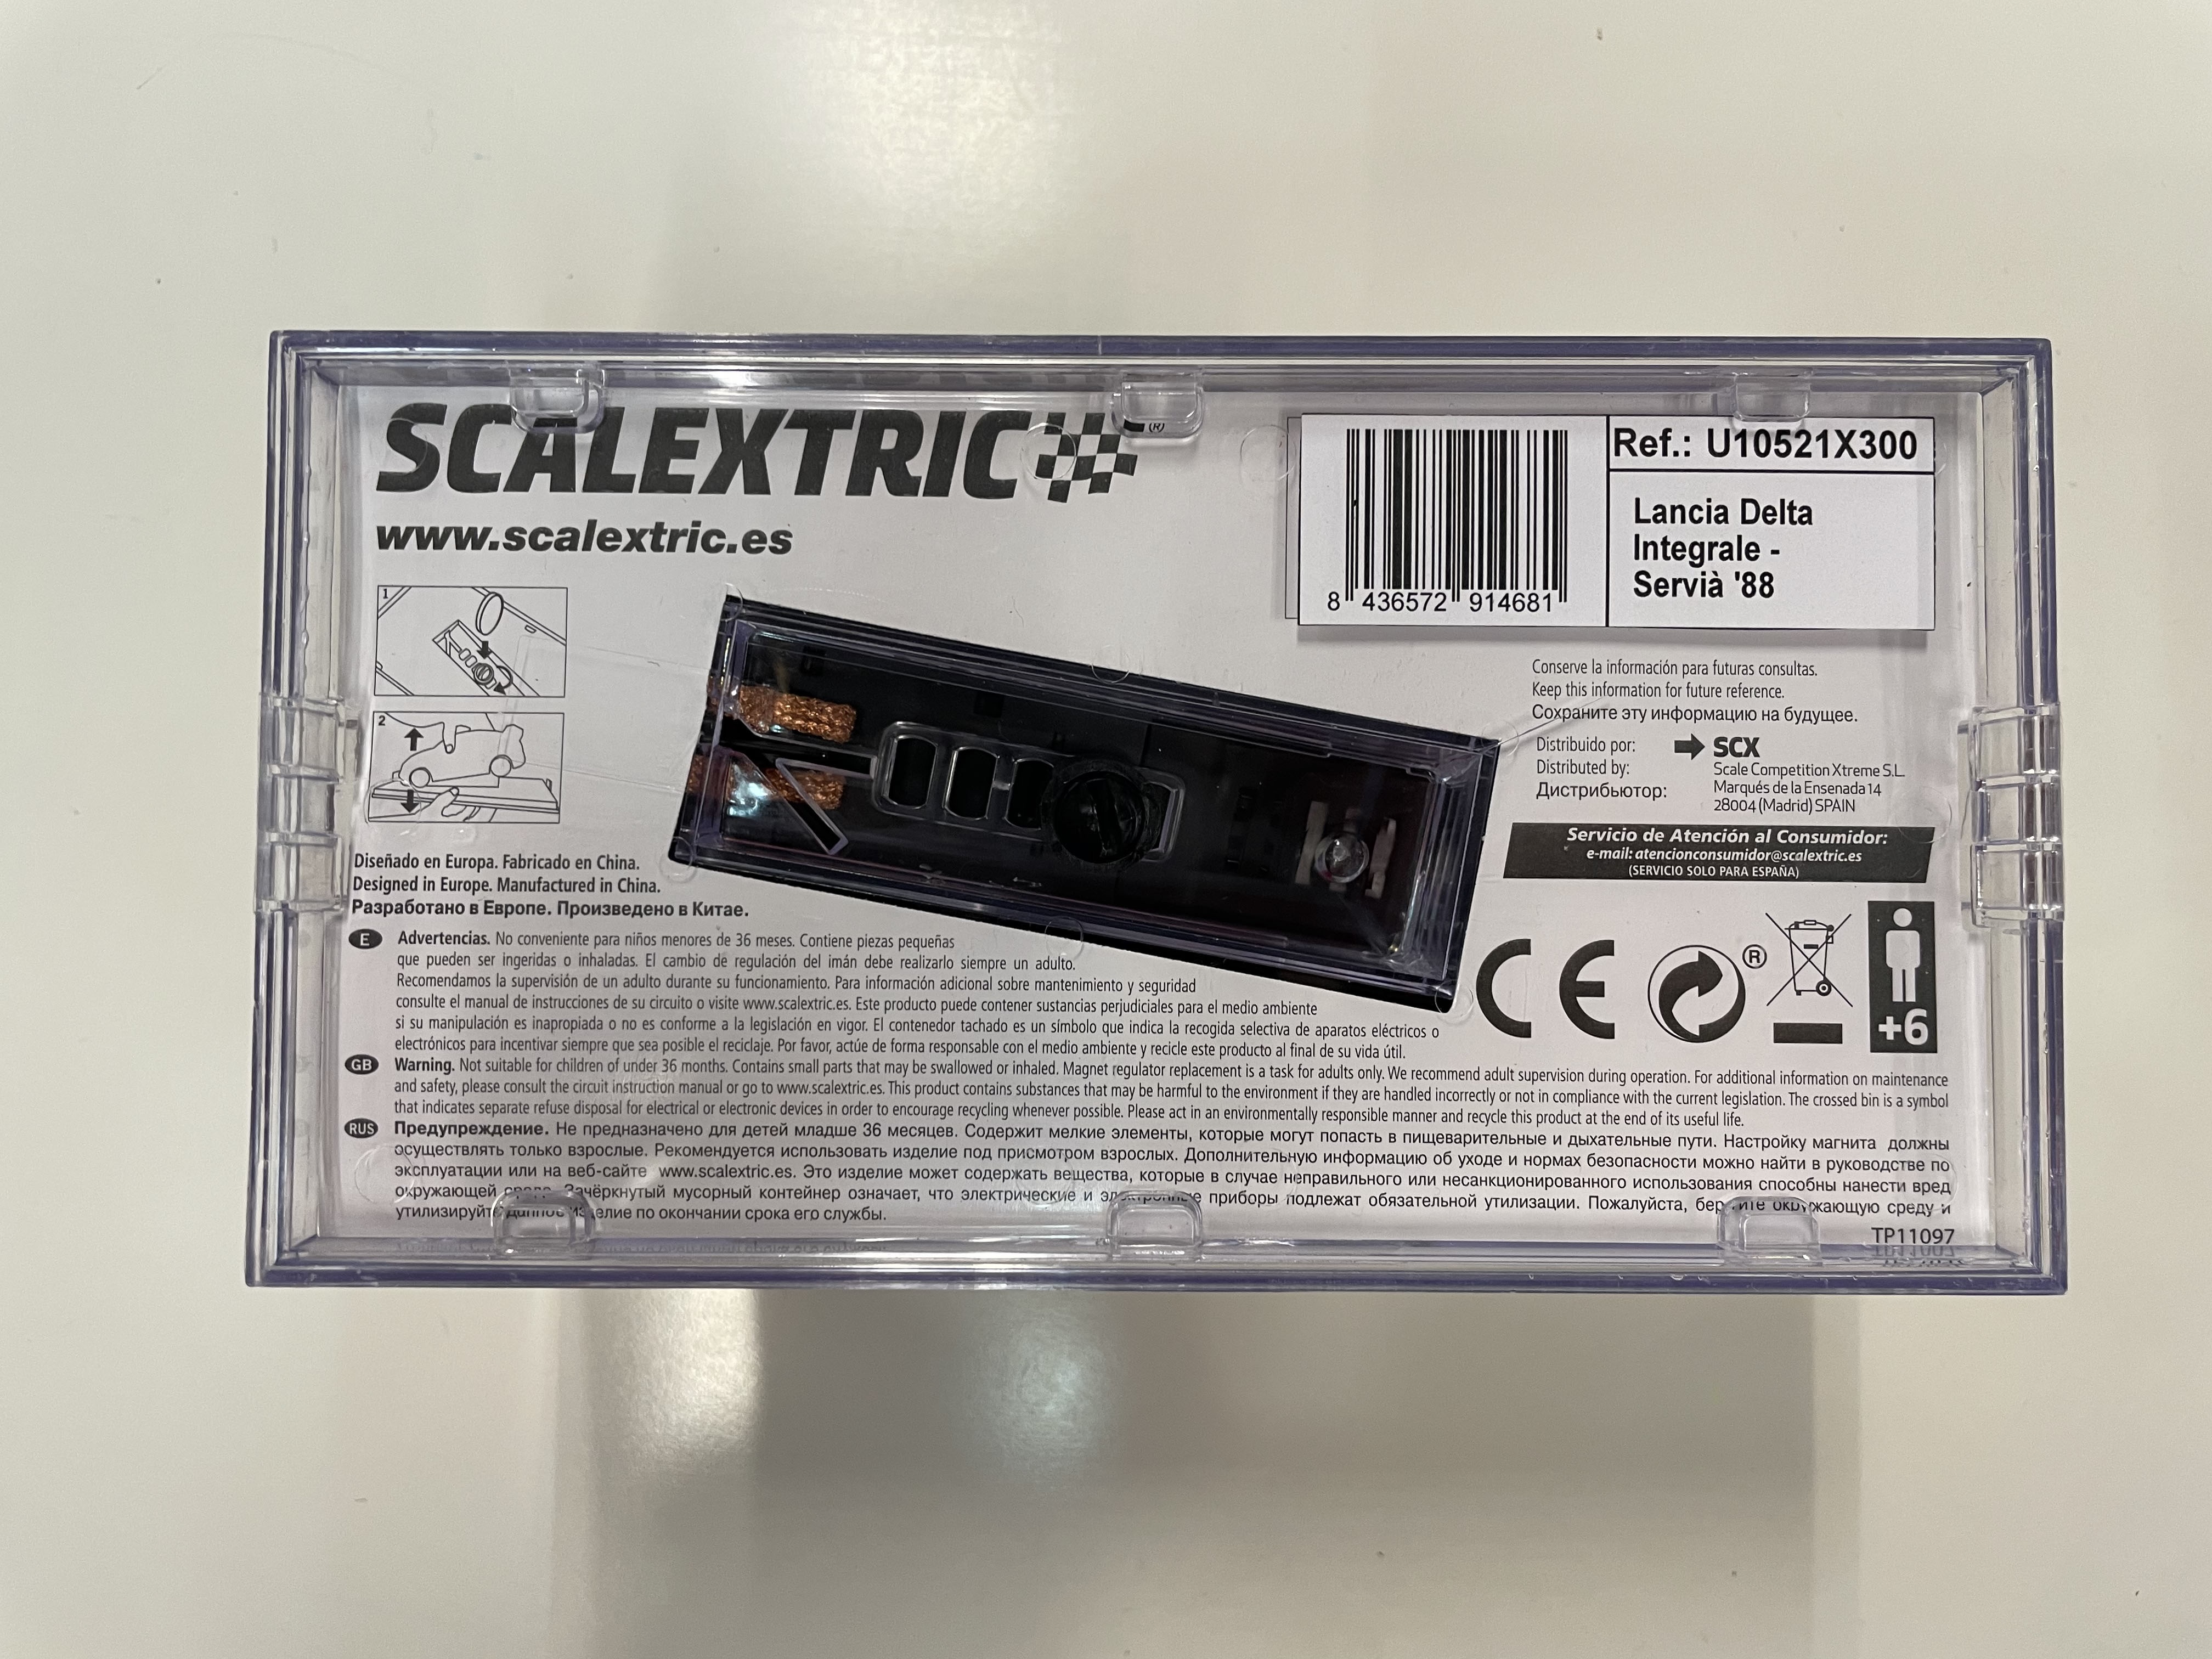 SCALEXTRIC ®
www.scalextric.es
8 436572 914681
Ref.: U10521X300
Lancia Delta
Integrale -
Servià '88
1
2
Conserve la información para futuras consultas.
Keep this information for future reference.
Сохраните эту информацию на будущее.
Distribuido por: SCX
Distributed by: Scale Competition Xtreme S.L.
Дистрибьютор: Marqués de la Ensenada 14
28004 (Madrid) SPAIN
Servicio de Atención al Consumidor:
e-mail: atencionconsumidor@scalextric.es
(SERVICIO SOLO PARA ESPAÑA)
Diseñado en Europa. Fabricado en China.
Designed in Europe. Manufactured in China.
Разработано в Европе. Произведено в Китае.
CE ® +6
E Advertencias. No conveniente para niños menores de 36 meses. Contiene piezas pequeñas
que pueden ser ingeridas o inhaladas. El cambio de regulación del imán debe realizarlo siempre un adulto.
Recomendamos la supervisión de un adulto durante su funcionamiento. Para información adicional sobre mantenimiento y seguridad
consulte el manual de instrucciones de su circuito o visite www.scalextric.es. Este producto puede contener sustancias perjudiciales para el medio ambiente
si su manipulación es inapropiada o no es conforme a la legislación en vigor. El contenedor tachado es un símbolo que indica la recogida selectiva de aparatos eléctricos o
electrónicos para incentivar siempre que sea posible el reciclaje. Por favor, actúe de forma responsable con el medio ambiente y recicle este producto al final de su vida útil.
GB Warning. Not suitable for children of under 36 months. Contains small parts that may be swallowed or inhaled. Magnet regulator replacement is a task for adults only. We recommend adult supervision during operation. For additional information on maintenance
and safety, please consult the circuit instruction manual or go to www.scalextric.es. This product contains substances that may be harmful to the environment if they are handled incorrectly or not in compliance with the current legislation. The crossed bin is a symbol
that indicates separate refuse disposal for electrical or electronic devices in order to encourage recycling whenever possible. Please act in an environmentally responsible manner and recycle this product at the end of its useful life.
RUS Предупреждение. Не предназначено для детей младше 36 месяцев. Содержит мелкие элементы, которые могут попасть в пищеварительные и дыхательные пути. Настройку магнита должны
осуществлять только взрослые. Рекомендуется использовать изделие под присмотром взрослых. Дополнительную информацию об уходе и нормах безопасности можно найти в руководстве по
эксплуатации или на веб-сайте www.scalextric.es. Это изделие может содержать вещества, которые в случае неправильного или несанкционированного использования способны нанести вред
окружающей Зачёркнутый мусорный контейнер означает, что электрические и приборы подлежат обязательной утилизации. Пожалуйста, среду и
по окончании срока его службы.
TP11097